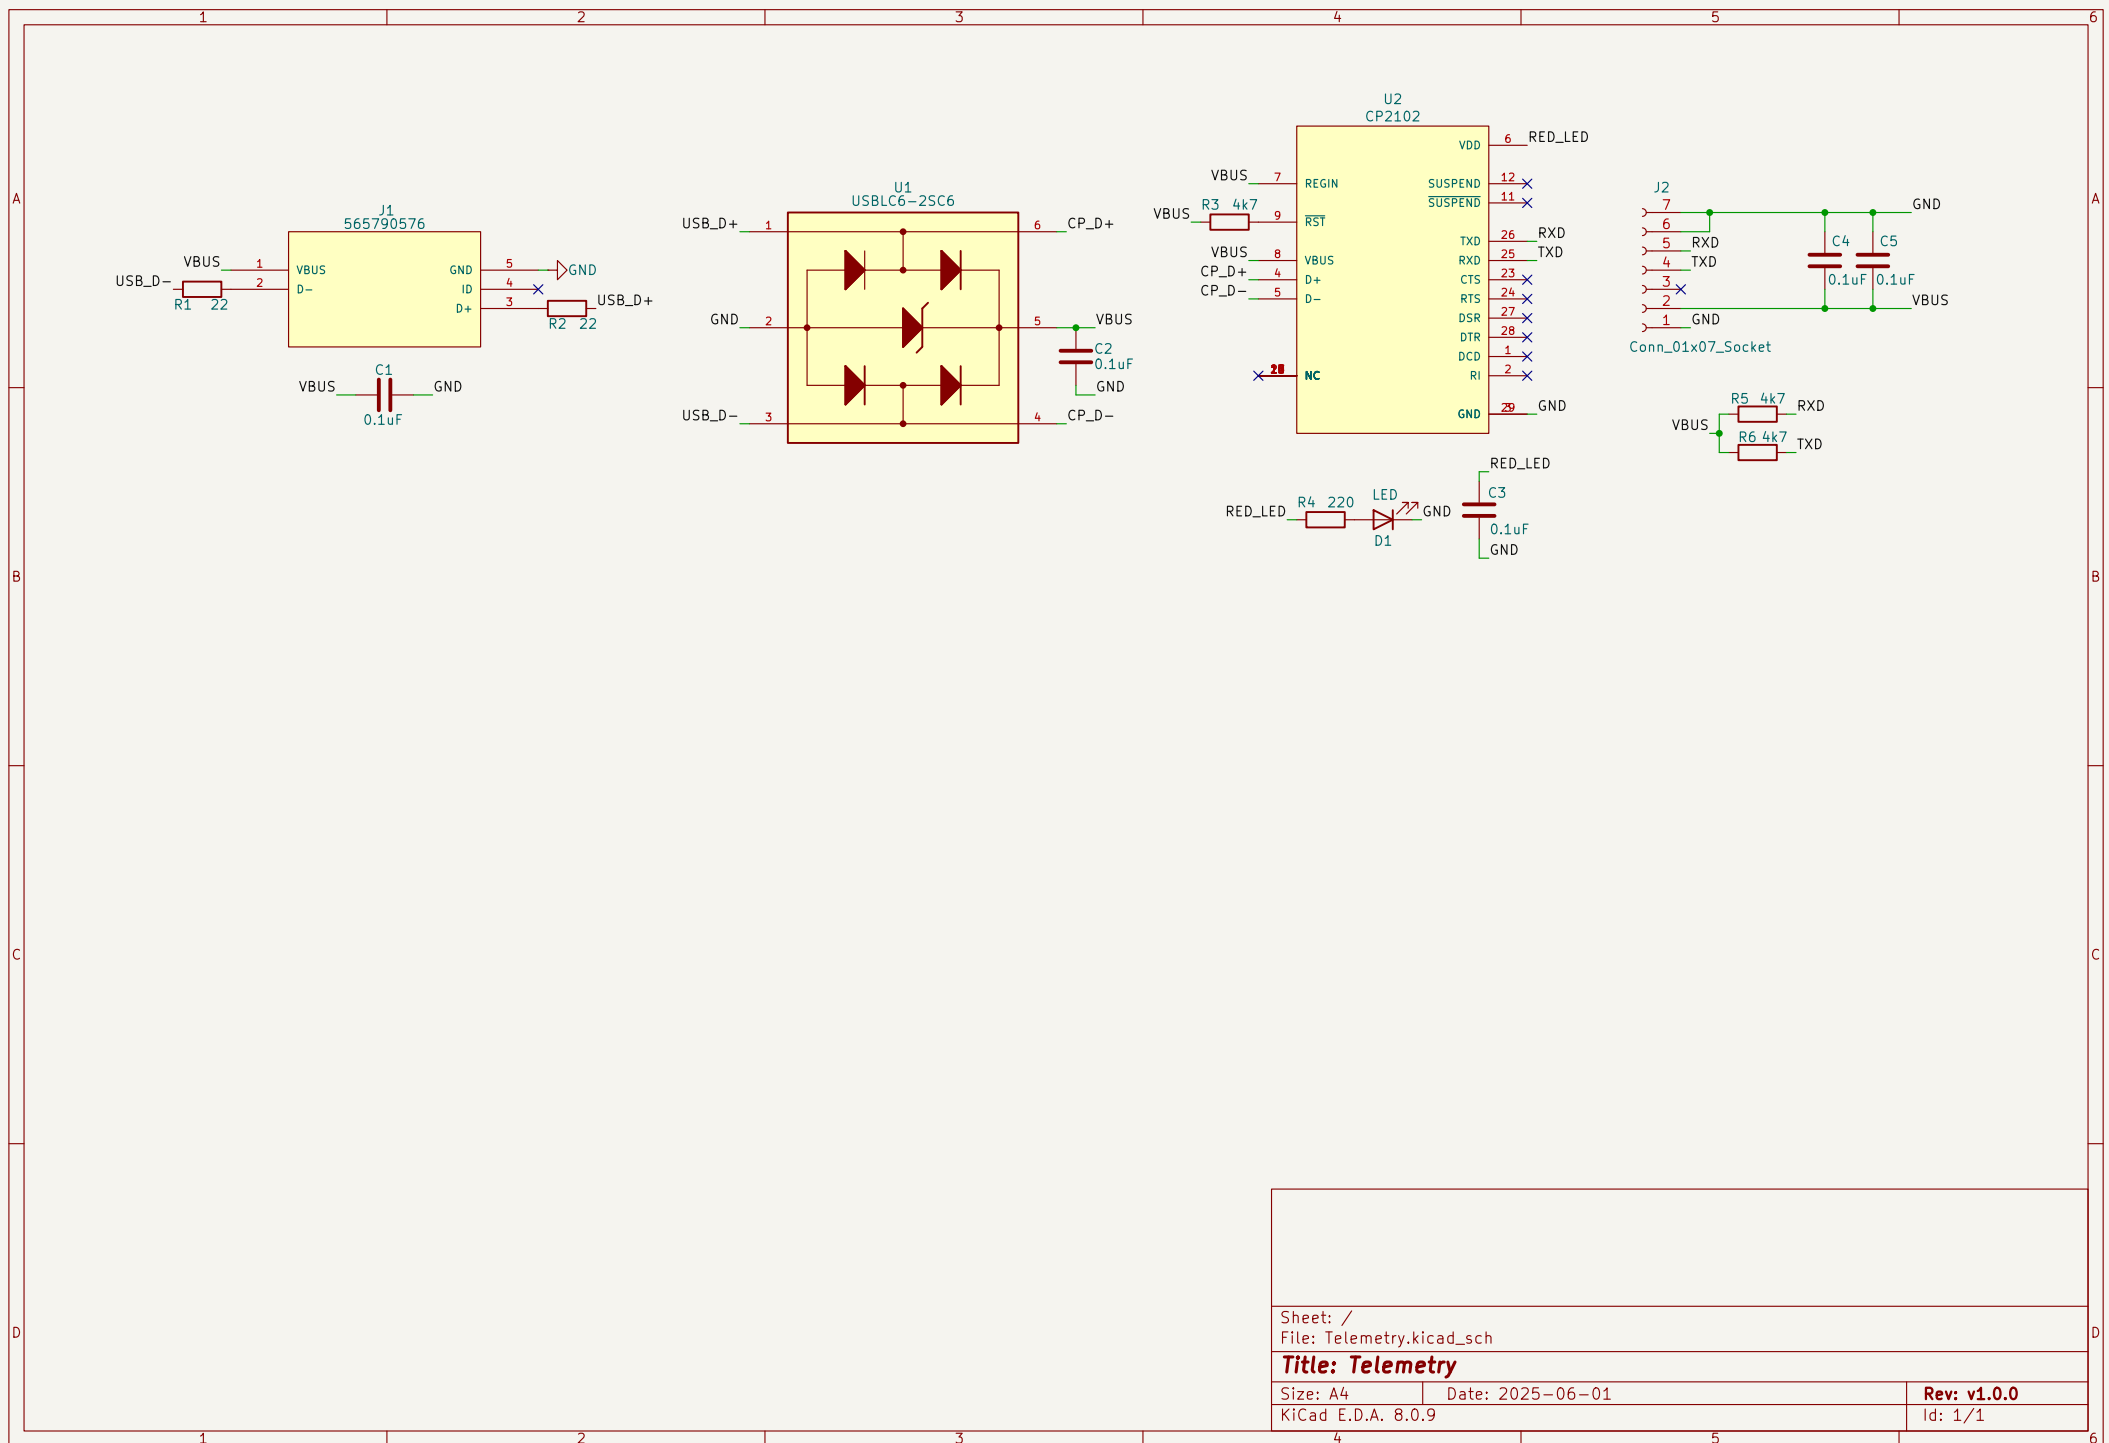 1 2 3 4 5 6
A A
B B
C C
D D
J1
565790576
VBUS 1 VBUS
USB_D- 2 D-
R1 22
GND 5 GND
ID 4
D+ 3 USB_D+
R2 22
C1
VBUS GND
0.1uF
U1
USBLC6-2SC6
USB_D+ 1 6 CP_D+
GND 2 5 VBUS
C2
0.1uF
GND
USB_D- 3 4 CP_D-
U2
CP2102
VDD 6 RED_LED
VBUS 7 REGIN
SUSPEND 12
SUSPEND 11
R3 4k7
VBUS 9 RST
TXD 26 RXD
VBUS 8 VBUS
RXD 25 TXD
CP_D+ 4 D+
CTS 23
CP_D- 5 D-
RTS 24
DSR 27
DTR 28
DCD 1
NC
RI 2
GND 29 GND
RED_LED
C3
0.1uF
GND
R4 220
LED
RED_LED GND
D1
J2
7 GND
6
5 RXD
4 TXD
3
2 VBUS
1 GND
C4 C5
0.1uF 0.1uF
Conn_01x07_Socket
R5 4k7 RXD
VBUS
R6 4k7 TXD
Sheet: /
File: Telemetry.kicad_sch
Title: Telemetry
Size: A4 Date: 2025-06-01 Rev: v1.0.0
KiCad E.D.A. 8.0.9 Id: 1/1
1 2 3 4 5 6